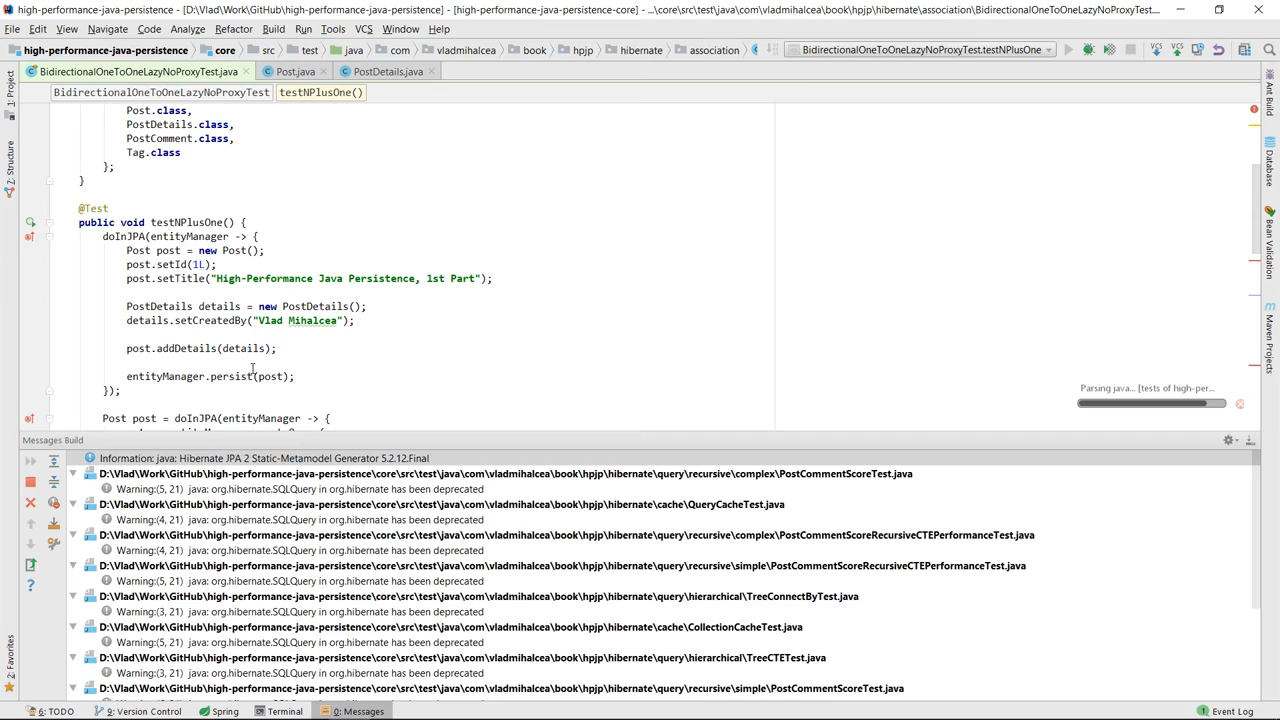 high-performance-java-persistence - [D:\Vlad\Work\GitHub\high-performance-java-persistence] - [high-performance-java-persistence-core] - ...\core\src\test\java\com\vladmihalcea\book\hpjp\hibernate\association\BidirectionalOneToOneLazyNoProxyTest....
File Edit View Navigate Code Analyze Refactor Build Run Tools VCS Window Help
high-performance-java-persistence core src test java com vladmihalcea book hpjp hibernate association BidirectionalOneToOneLazyNoProxyTest.testNPlusOne
BidirectionalOneToOneLazyNoProxyTest.java Post.java PostDetails.java
BidirectionalOneToOneLazyNoProxyTest testNPlusOne()
Post.class,
PostDetails.class,
PostComment.class,
Tag.class
};
}
@Test
public void testNPlusOne() {
doInJPA(entityManager -> {
Post post = new Post();
post.setId(1L);
post.setTitle("High-Performance Java Persistence, 1st Part");
PostDetails details = new PostDetails();
details.setCreatedBy("Vlad Mihalcea");
post.addDetails(details);
entityManager.persist(post);
});
Post post = doInJPA(entityManager -> {
Parsing java... [tests of high-per...
1: Project
7: Structure
2: Favorites
Ant Build
Database
Bean Validation
Maven Projects
Messages Build
Information: java: Hibernate JPA 2 Static-Metamodel Generator 5.2.12.Final
D:\Vlad\Work\GitHub\high-performance-java-persistence\core\src\test\java\com\vladmihalcea\book\hpjp\hibernate\query\recursive\complex\PostCommentScoreTest.java
Warning:(5, 21) java: org.hibernate.SQLQuery in org.hibernate has been deprecated
D:\Vlad\Work\GitHub\high-performance-java-persistence\core\src\test\java\com\vladmihalcea\book\hpjp\hibernate\cache\QueryCacheTest.java
Warning:(4, 21) java: org.hibernate.SQLQuery in org.hibernate has been deprecated
D:\Vlad\Work\GitHub\high-performance-java-persistence\core\src\test\java\com\vladmihalcea\book\hpjp\hibernate\query\recursive\complex\PostCommentScoreRecursiveCTEPerformanceTest.java
Warning:(4, 21) java: org.hibernate.SQLQuery in org.hibernate has been deprecated
D:\Vlad\Work\GitHub\high-performance-java-persistence\core\src\test\java\com\vladmihalcea\book\hpjp\hibernate\query\recursive\simple\PostCommentScoreRecursiveCTEPerformanceTest.java
Warning:(5, 21) java: org.hibernate.SQLQuery in org.hibernate has been deprecated
D:\Vlad\Work\GitHub\high-performance-java-persistence\core\src\test\java\com\vladmihalcea\book\hpjp\hibernate\query\hierarchical\TreeConnectByTest.java
Warning:(3, 21) java: org.hibernate.SQLQuery in org.hibernate has been deprecated
D:\Vlad\Work\GitHub\high-performance-java-persistence\core\src\test\java\com\vladmihalcea\book\hpjp\hibernate\cache\CollectionCacheTest.java
Warning:(5, 21) java: org.hibernate.SQLQuery in org.hibernate has been deprecated
D:\Vlad\Work\GitHub\high-performance-java-persistence\core\src\test\java\com\vladmihalcea\book\hpjp\hibernate\query\hierarchical\TreeCTETest.java
Warning:(3, 21) java: org.hibernate.SQLQuery in org.hibernate has been deprecated
D:\Vlad\Work\GitHub\high-performance-java-persistence\core\src\test\java\com\vladmihalcea\book\hpjp\hibernate\query\recursive\simple\PostCommentScoreTest.java
6: TODO 9: Version Control Spring Terminal 0: Messages 1 Event Log